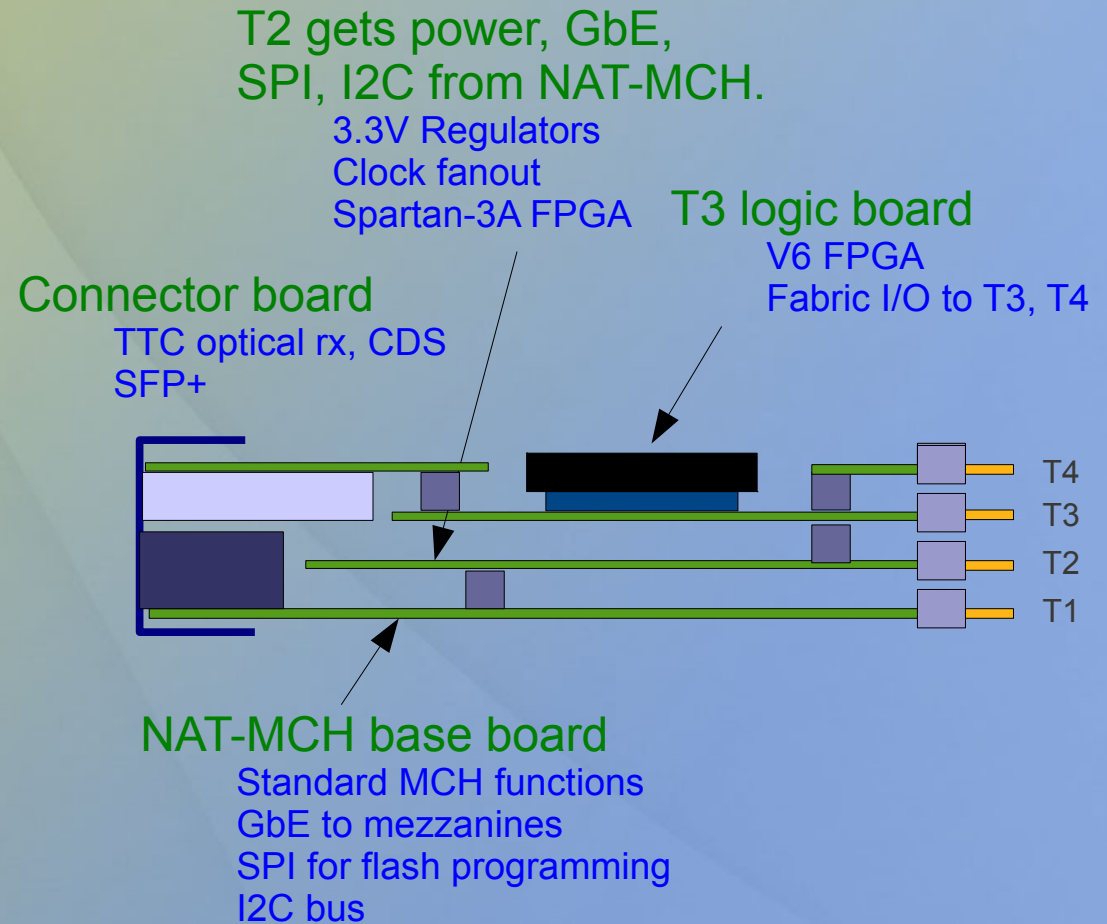 T2 gets power, GbE,
SPI, I2C from NAT-MCH.
3.3V Regulators
Clock fanout
Spartan-3A FPGA
T3 logic board
V6 FPGA
Fabric I/O to T3, T4
Connector board
TTC optical rx, CDS
SFP+
T4
T3
T2
T1
NAT-MCH base board
Standard MCH functions
GbE to mezzanines
SPI for flash programming
I2C bus